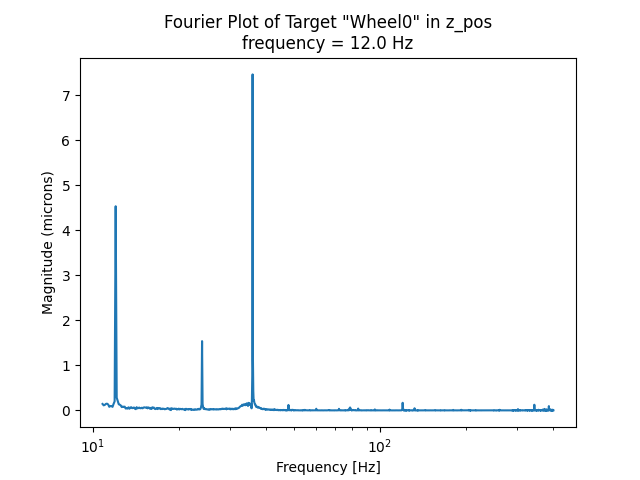 Fourier Plot of Target "Wheel0" in z_pos
frequency = 12.0 Hz
Magnitude (microns)
7
6
5
4
3
2
1
0
10¹
10²
Frequency [Hz]